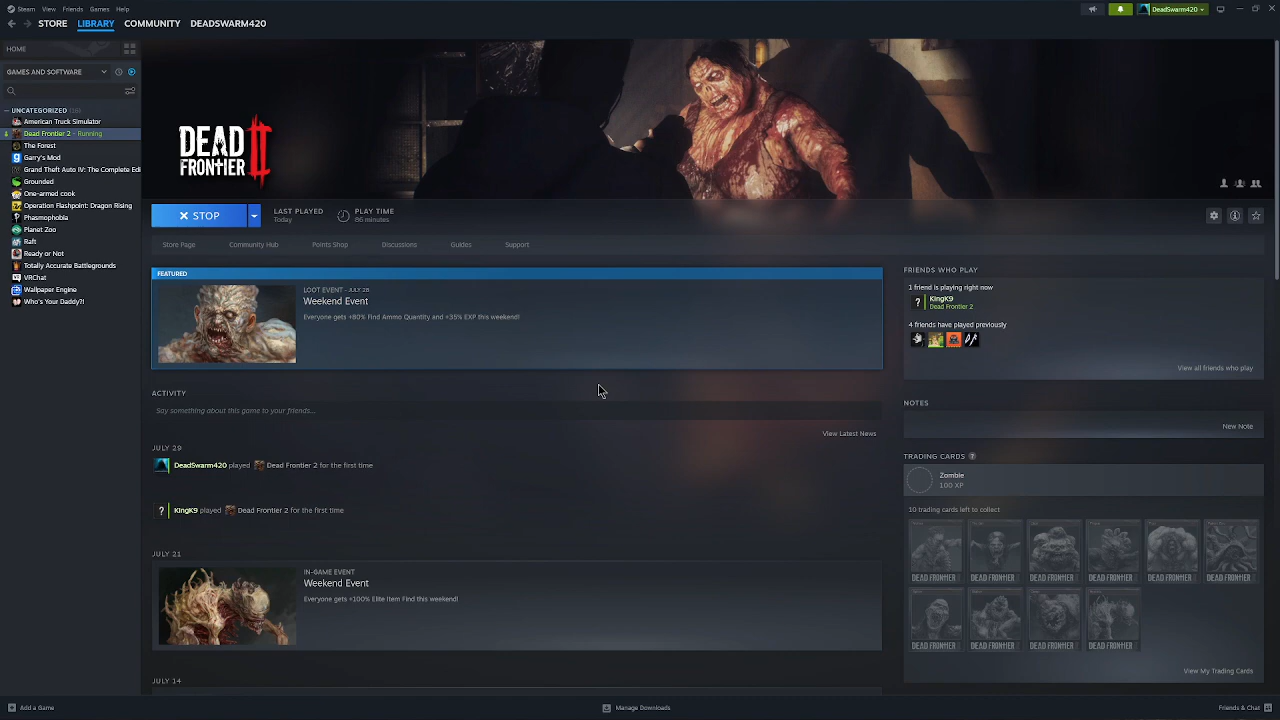 Steam View Friends Games Help
DeadSwarm420
STORE LIBRARY COMMUNITY DEADSWARM420
HOME
GAMES AND SOFTWARE
UNCATEGORIZED
American Truck Simulator
Dead Frontier 2 - Running
The Forest
Garry's Mod
Grand Theft Auto IV: The Complete Edi
Grounded
One-armed cook
Operation Flashpoint: Dragon Rising
Phasmophobia
Planet Zoo
Raft
Ready or Not
Totally Accurate Battlegrounds
VRChat
Wallpaper Engine
Who's Your Daddy?!
DEAD
FRONTIER
II
STOP
LAST PLAYED
Today
PLAY TIME
86 minutes
Store Page Community Hub Points Shop Discussions Guides Support
FEATURED
LOOT EVENT - JULY 28
Weekend Event
Everyone gets +80% Find Ammo Quantity and +35% EXP this weekend!
ACTIVITY
Say something about this game to your friends...
View Latest News
JULY 29
DeadSwarm420 played Dead Frontier 2 for the first time
? KingK9 played Dead Frontier 2 for the first time
JULY 21
IN-GAME EVENT
Weekend Event
Everyone gets +100% Elite Item Find this weekend!
JULY 14
FRIENDS WHO PLAY
1 friend is playing right now
? KingK9
Dead Frontier 2
4 friends have played previously
View all friends who play
NOTES
New Note
TRADING CARDS ?
Zombie
100 XP
10 trading cards left to collect
DEAD FRONTIER DEAD FRONTIER DEAD FRONTIER DEAD FRONTIER DEAD FRONTIER DEAD FRONTIER
DEAD FRONTIER DEAD FRONTIER DEAD FRONTIER DEAD FRONTIER
View My Trading Cards
Add a Game
Manage Downloads
Friends & Chat